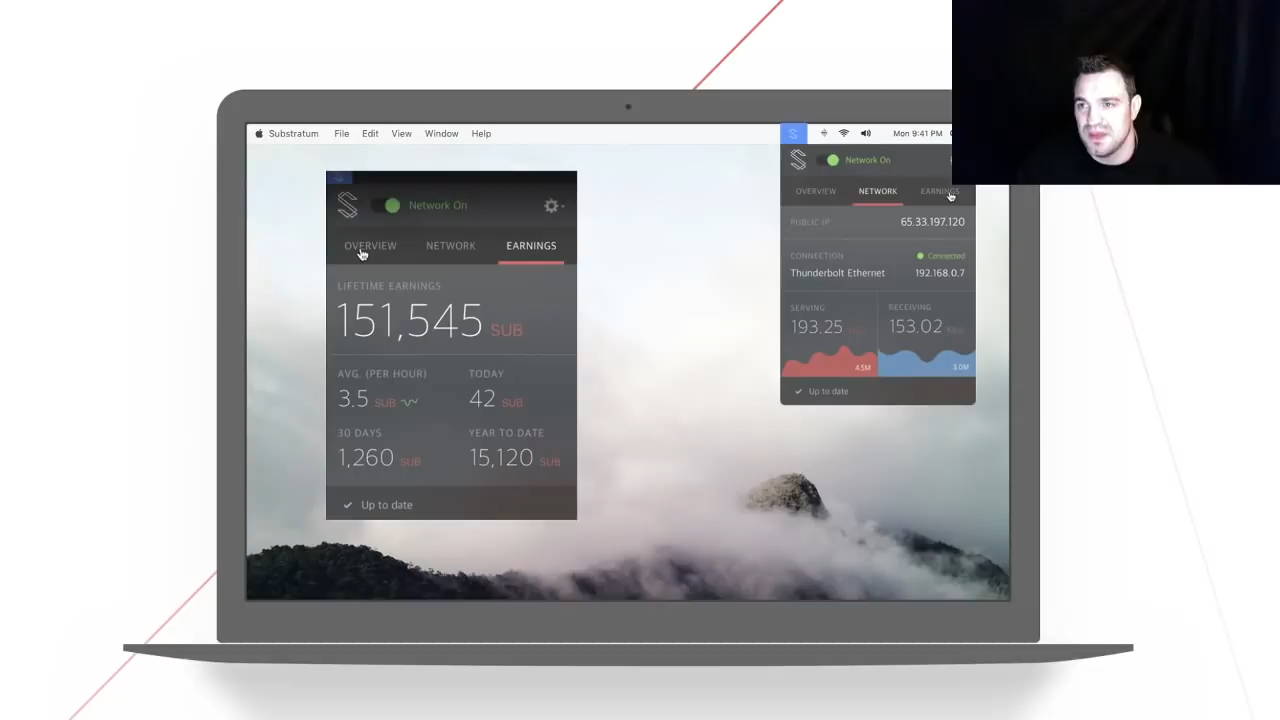 Substratum File Edit View Window Help
Mon 9:41 PM
Network On
OVERVIEW NETWORK EARNINGS
LIFETIME EARNINGS
151,545 SUB
AVG. (PER HOUR) TODAY
3.5 SUB 42 SUB
30 DAYS YEAR TO DATE
1,260 SUB 15,120 SUB
Up to date
Network On
OVERVIEW NETWORK EARNINGS
PUBLIC IP 65.33.197.120
CONNECTION Connected
Thunderbolt Ethernet 192.168.0.7
SERVING RECEIVING
193.25 153.02
4.5M 3.0M
Up to date